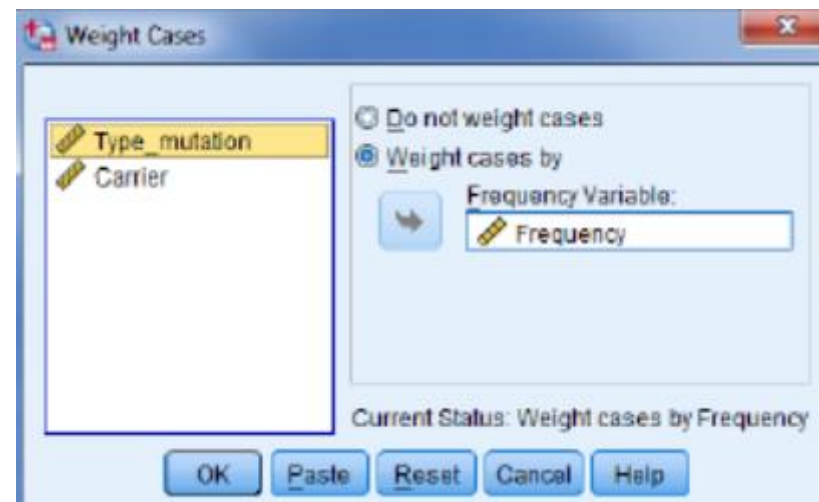 Weight Cases
Type_mutation
Carrier
Do not weight cases
Weight cases by
Frequency Variable:
Frequency
Current Status: Weight cases by Frequency
OK Paste Reset Cancel Help